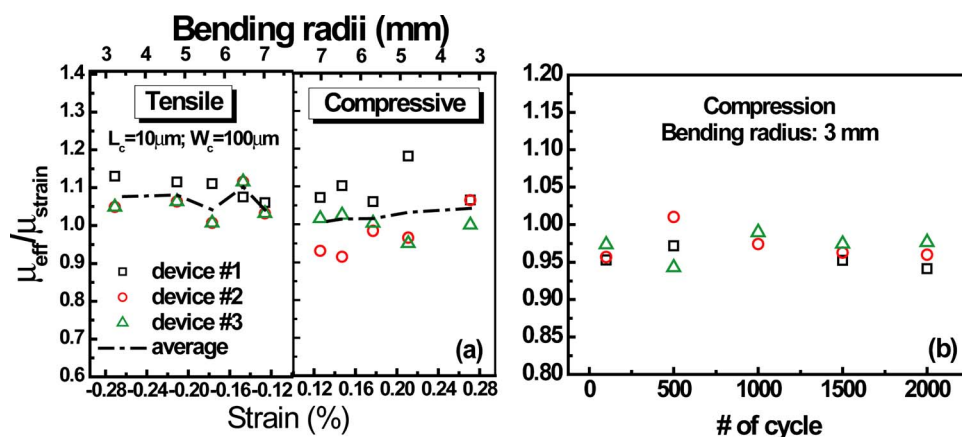 Bending radii (mm)
3 4 5 6 7 7 6 5 4 3
1.4
1.3
1.2
1.1
1.0
0.9
0.8
0.7
0.6
μeff/μstrain
Tensile
Lc=10μm; Wc=100μm
device #1
device #2
device #3
average
Compressive
(a)
-0.28 -0.24 -0.20 -0.16 -0.12 0.12 0.16 0.20 0.24 0.28
Strain (%)
1.20
1.15
1.10
1.05
1.00
0.95
0.90
0.85
0.80
Compression
Bending radius: 3 mm
(b)
0 500 1000 1500 2000
# of cycle